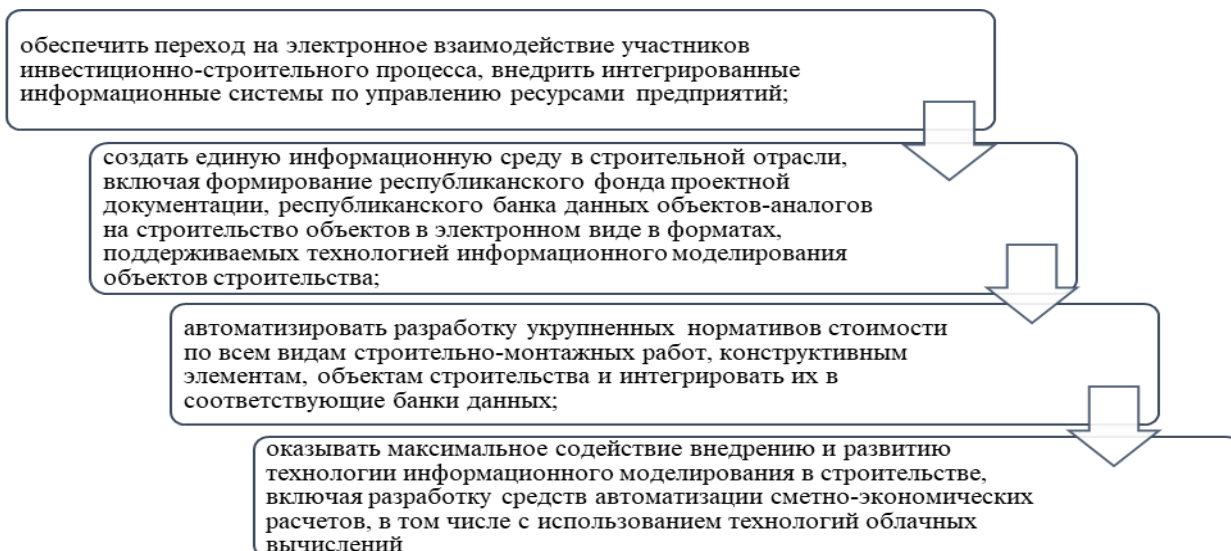 обеспечить переход на электронное взаимодействие участников
инвестиционно-строительного процесса, внедрить интегрированные
информационные системы по управлению ресурсами предприятий;
создать единую информационную среду в строительной отрасли,
включая формирование республиканского фонда проектной
документации, республиканского банка данных объектов-аналогов
на строительство объектов в электронном виде в форматах,
поддерживаемых технологией информационного моделирования
объектов строительства;
автоматизировать разработку укрупненных нормативов стоимости
по всем видам строительно-монтажных работ, конструктивным
элементам, объектам строительства и интегрировать их в
соответствующие банки данных;
оказывать максимальное содействие внедрению и развитию
технологии информационного моделирования в строительстве,
включая разработку средств автоматизации сметно-экономических
расчетов, в том числе с использованием технологий облачных
вычислений